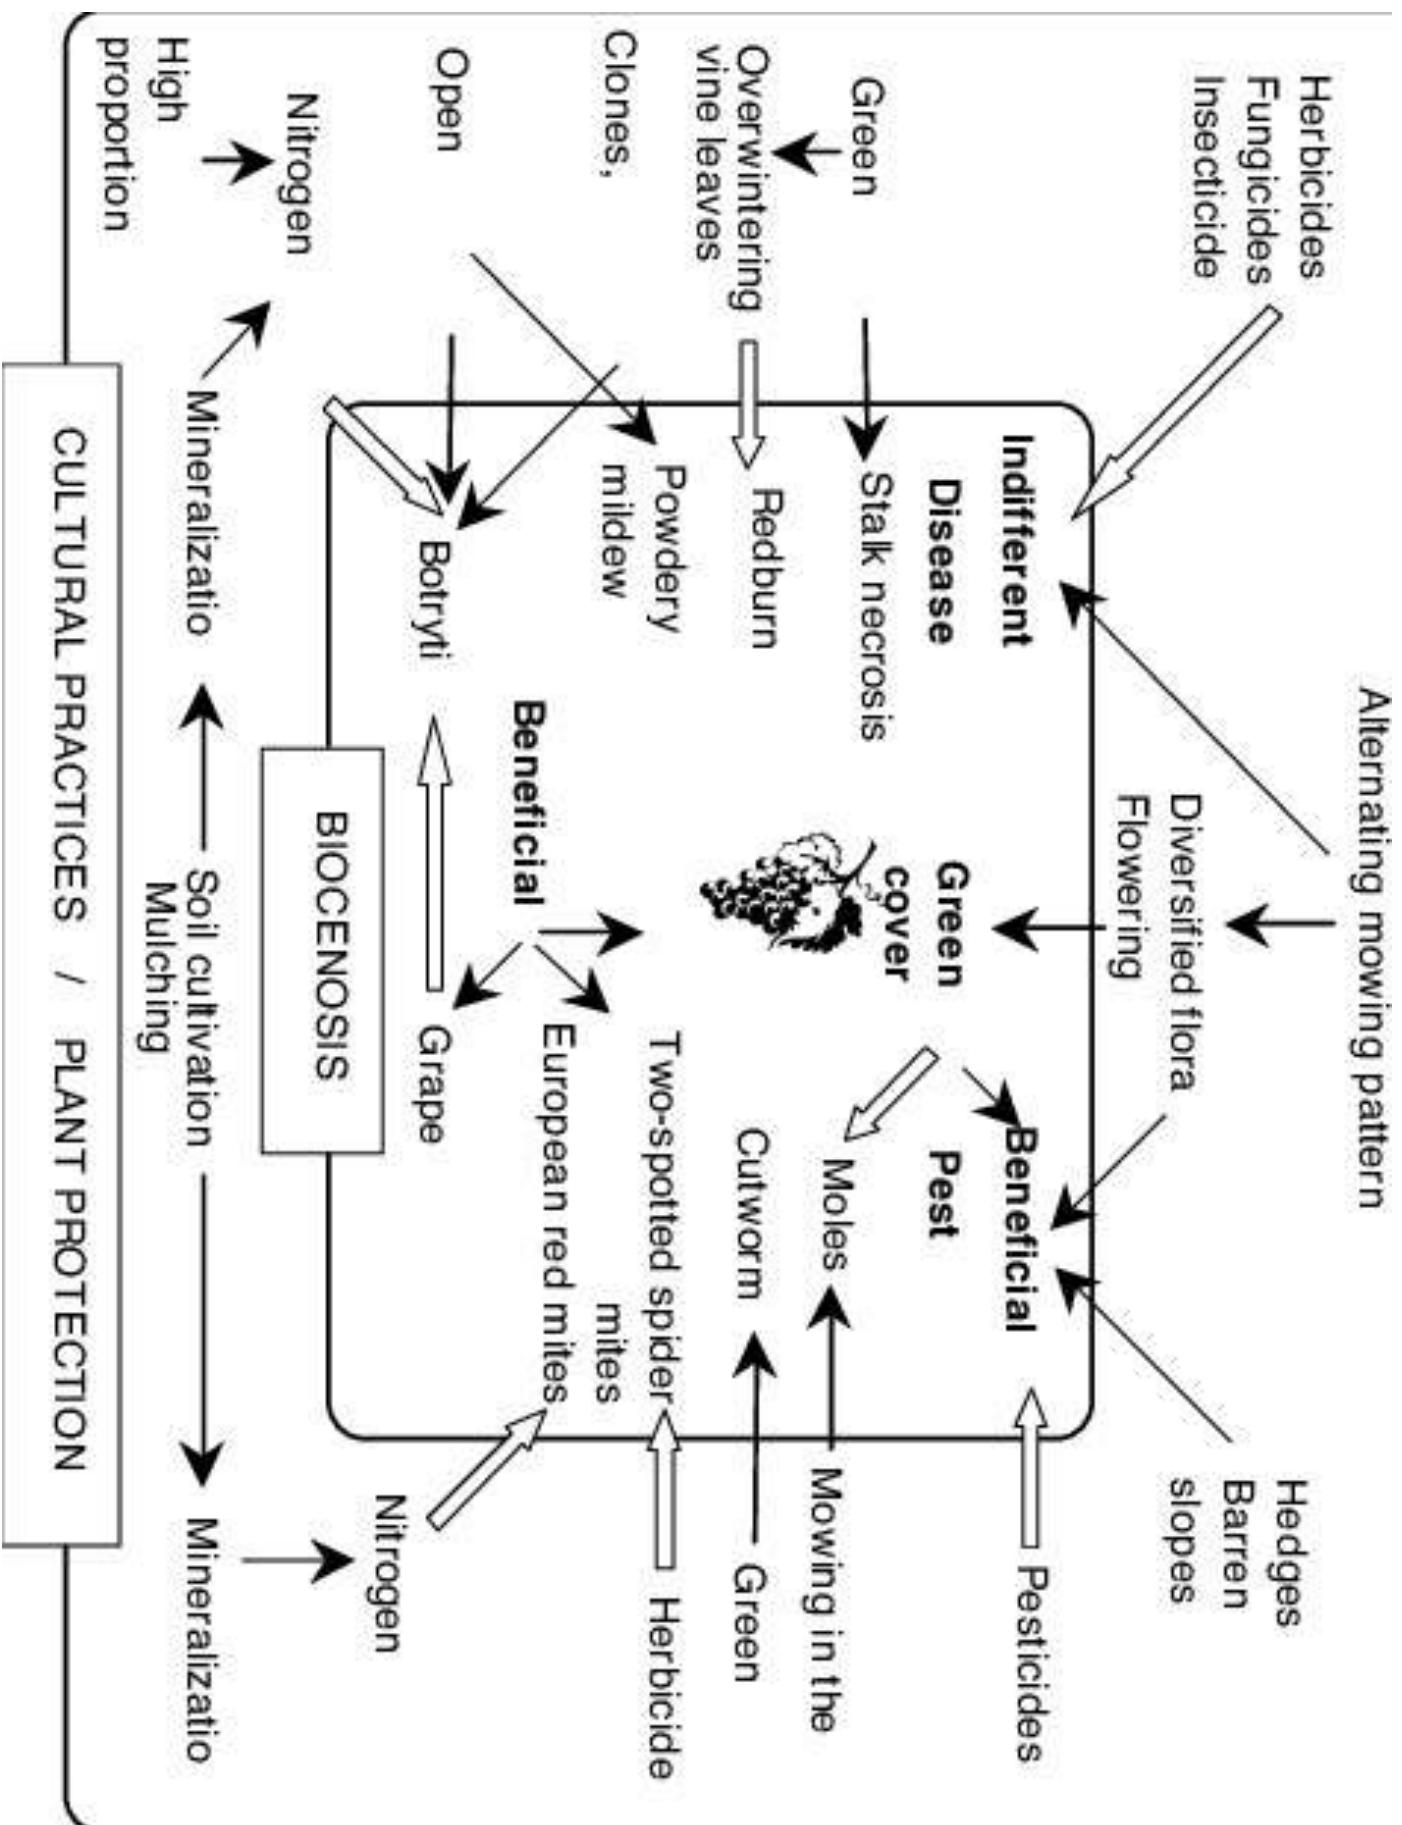 Alternating mowing pattern
Herbicides
Fungicides
Insecticide
Diversified flora
Flowering
Hedges
Barren
slopes
Indifferent
Green
cover
Beneficial
Pesticides
Disease
Pest
Green
Stalk necrosis
Moles
Mowing in the
Overwintering
vine leaves
Redburn
Cutworm
Green
Clones,
Powdery
mildew
Two-spotted spider
mites
Herbicide
Beneficial
European red mites
Open
Botryti
Grape
Nitrogen
Nitrogen
BIOCENOSIS
High
proportion
Mineralizatio
Soil cultivation
Mulching
Mineralizatio
CULTURAL PRACTICES / PLANT PROTECTION